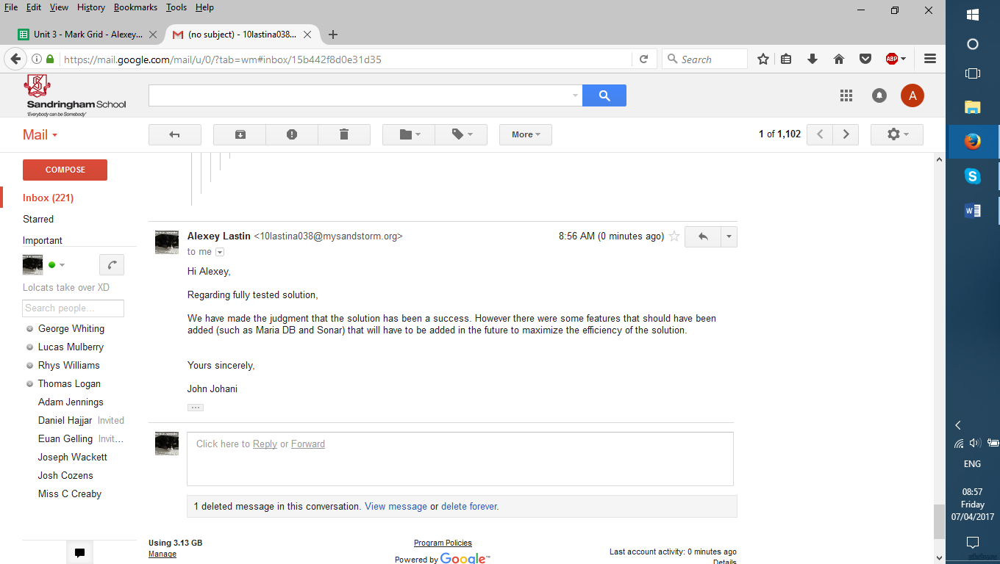 File Edit View History Bookmarks Tools Help
Unit 3 - Mark Grid - Alexey...
(no subject) - 10lastina038...
https://mail.google.com/mail/u/0/?tab=wm#inbox/15b442f8d0e31d35
Search
ABP
Sandringham School
'Everybody can be Somebody'
A
Mail
More
1 of 1,102
COMPOSE
Inbox (221)
Starred
Important
Lolcats take over XD
Search people...
George Whiting
Lucas Mulberry
Rhys Williams
Thomas Logan
Adam Jennings
Daniel Hajjar Invited
Euan Gelling Invit...
Joseph Wackett
Josh Cozens
Miss C Creaby
Alexey Lastin <10lastina038@mysandstorm.org>
8:56 AM (0 minutes ago)
to me
Hi Alexey,
Regarding fully tested solution,
We have made the judgment that the solution has been a success. However there were some features that should have been
added (such as Maria DB and Sonar) that will have to be added in the future to maximize the efficiency of the solution.
Yours sincerely,
John Johani
Click here to Reply or Forward
1 deleted message in this conversation. View message or delete forever.
Using 3.13 GB
Manage
Program Policies
Powered by Google™
Last account activity: 0 minutes ago
Details
ENG
08:57
Friday
07/04/2017